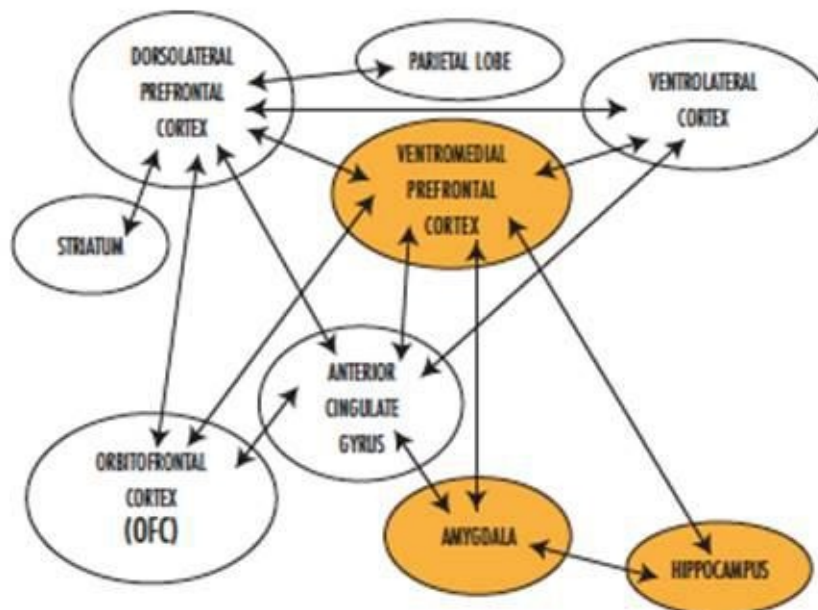 DORSOLATERAL
PREFRONTAL
CORTEX
PARIETAL LOBE
VENTROLATERAL
CORTEX
VENTROMEDIAL
PREFRONTAL
CORTEX
STRIATUM
ANTERIOR
CINGULATE
GYRUS
ORBITOFRONTAL
CORTEX
(OFC)
AMYGDALA
HIPPOCAMPUS